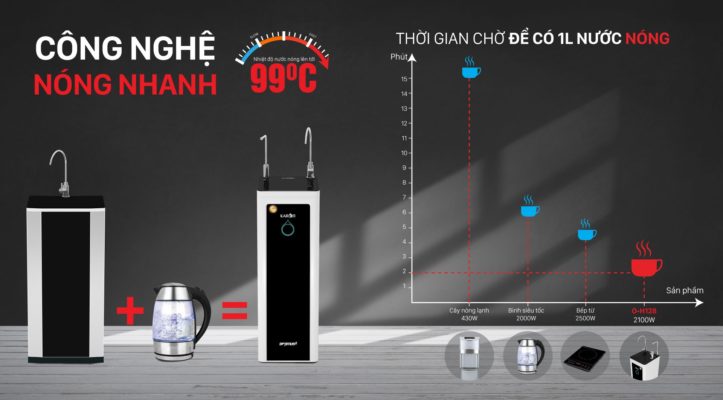 CÔNG NGHỆ
NÓNG NHANH
Nhiệt độ nước nóng lên tới
99°C
THỜI GIAN CHỜ ĐỂ CÓ 1L NƯỚC NÓNG
Phút
15
14
13
12
11
10
9
8
7
6
5
4
3
2
1
Sản phẩm
Cây nóng lạnh
430W
Bình siêu tốc
2000W
Bếp từ
2500W
O-H128
2100W
KAROFI
+
=